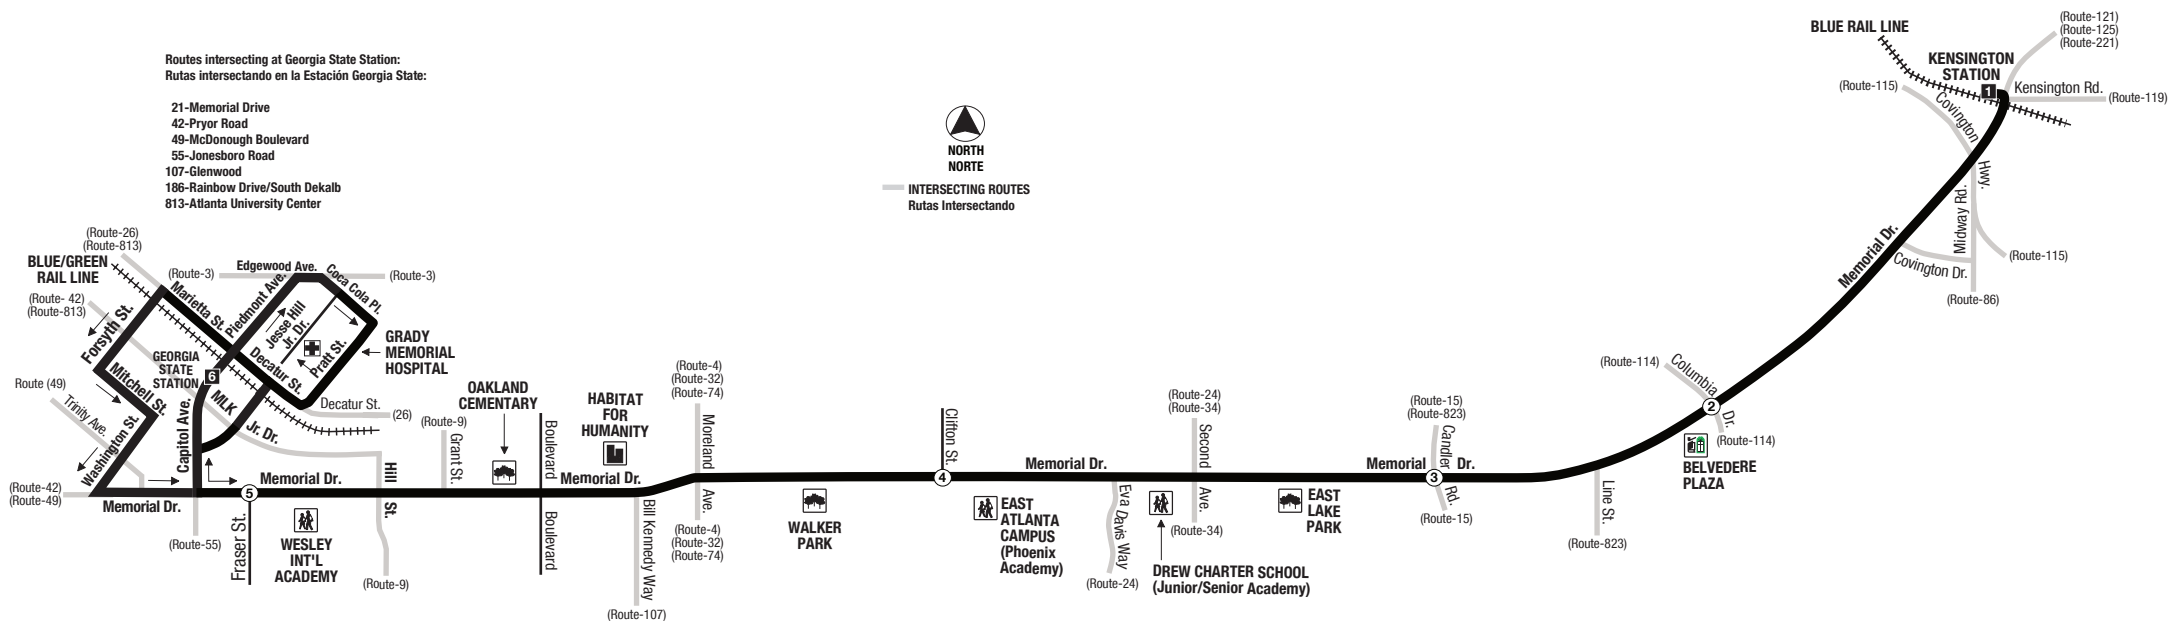 Routes intersecting at Georgia State Station:
Rutas intersectando en la Estación Georgia State:
21-Memorial Drive
42-Pryor Road
49-McDonough Boulevard
55-Jonesboro Road
107-Glenwood
186-Rainbow Drive/South Dekalb
813-Atlanta University Center
NORTH
NORTE
INTERSECTING ROUTES
Rutas Intersectando
BLUE RAIL LINE
(Route-121)
(Route-125)
(Route-221)
KENSINGTON
STATION
1
Kensington Rd.
(Route-119)
(Route-115)
Covington
Hwy.
Midway Rd.
(Route-115)
Memorial Dr.
Covington Dr.
(Route-86)
(Route-26)
(Route-813)
BLUE/GREEN
RAIL LINE
(Route-3)
Edgewood Ave.
(Route-3)
Coca Cola Pl.
(Route- 42)
(Route-813)
Marietta St.
Piedmont Ave.
Jesse Hill
Jr. Dr.
Forsyth St.
GEORGIA
STATE
STATION
6
Decatur St.
Pratt St.
GRADY
MEMORIAL
HOSPITAL
Route (49)
Trinity Ave.
Mitchell St.
Washington St.
Capitol Ave.
MLK
Jr. Dr.
Decatur St.
(26)
(Route-42)
(Route-49)
Memorial Dr.
(Route-55)
5
Fraser St.
Memorial Dr.
WESLEY
INT'L
ACADEMY
Hill
St.
(Route-9)
(Route-9)
Grant St.
OAKLAND
CEMENTARY
Boulevard
Boulevard
HABITAT
FOR
HUMANITY
Memorial Dr.
Bill Kennedy Way
(Route-107)
(Route-4)
(Route-32)
(Route-74)
Moreland
Ave.
(Route-4)
(Route-32)
(Route-74)
WALKER
PARK
Clifton St.
4
EAST
ATLANTA
CAMPUS
(Phoenix
Academy)
Memorial Dr.
Eva Davis Way
(Route-24)
(Route-24)
(Route-34)
Second
Ave.
(Route-34)
DREW CHARTER SCHOOL
(Junior/Senior Academy)
EAST
LAKE
PARK
(Route-15)
(Route-823)
Candler
Memorial
Dr.
3
Rd.
(Route-15)
Line St.
(Route-823)
(Route-114)
Columbia
2
Dr.
(Route-114)
BELVEDERE
PLAZA